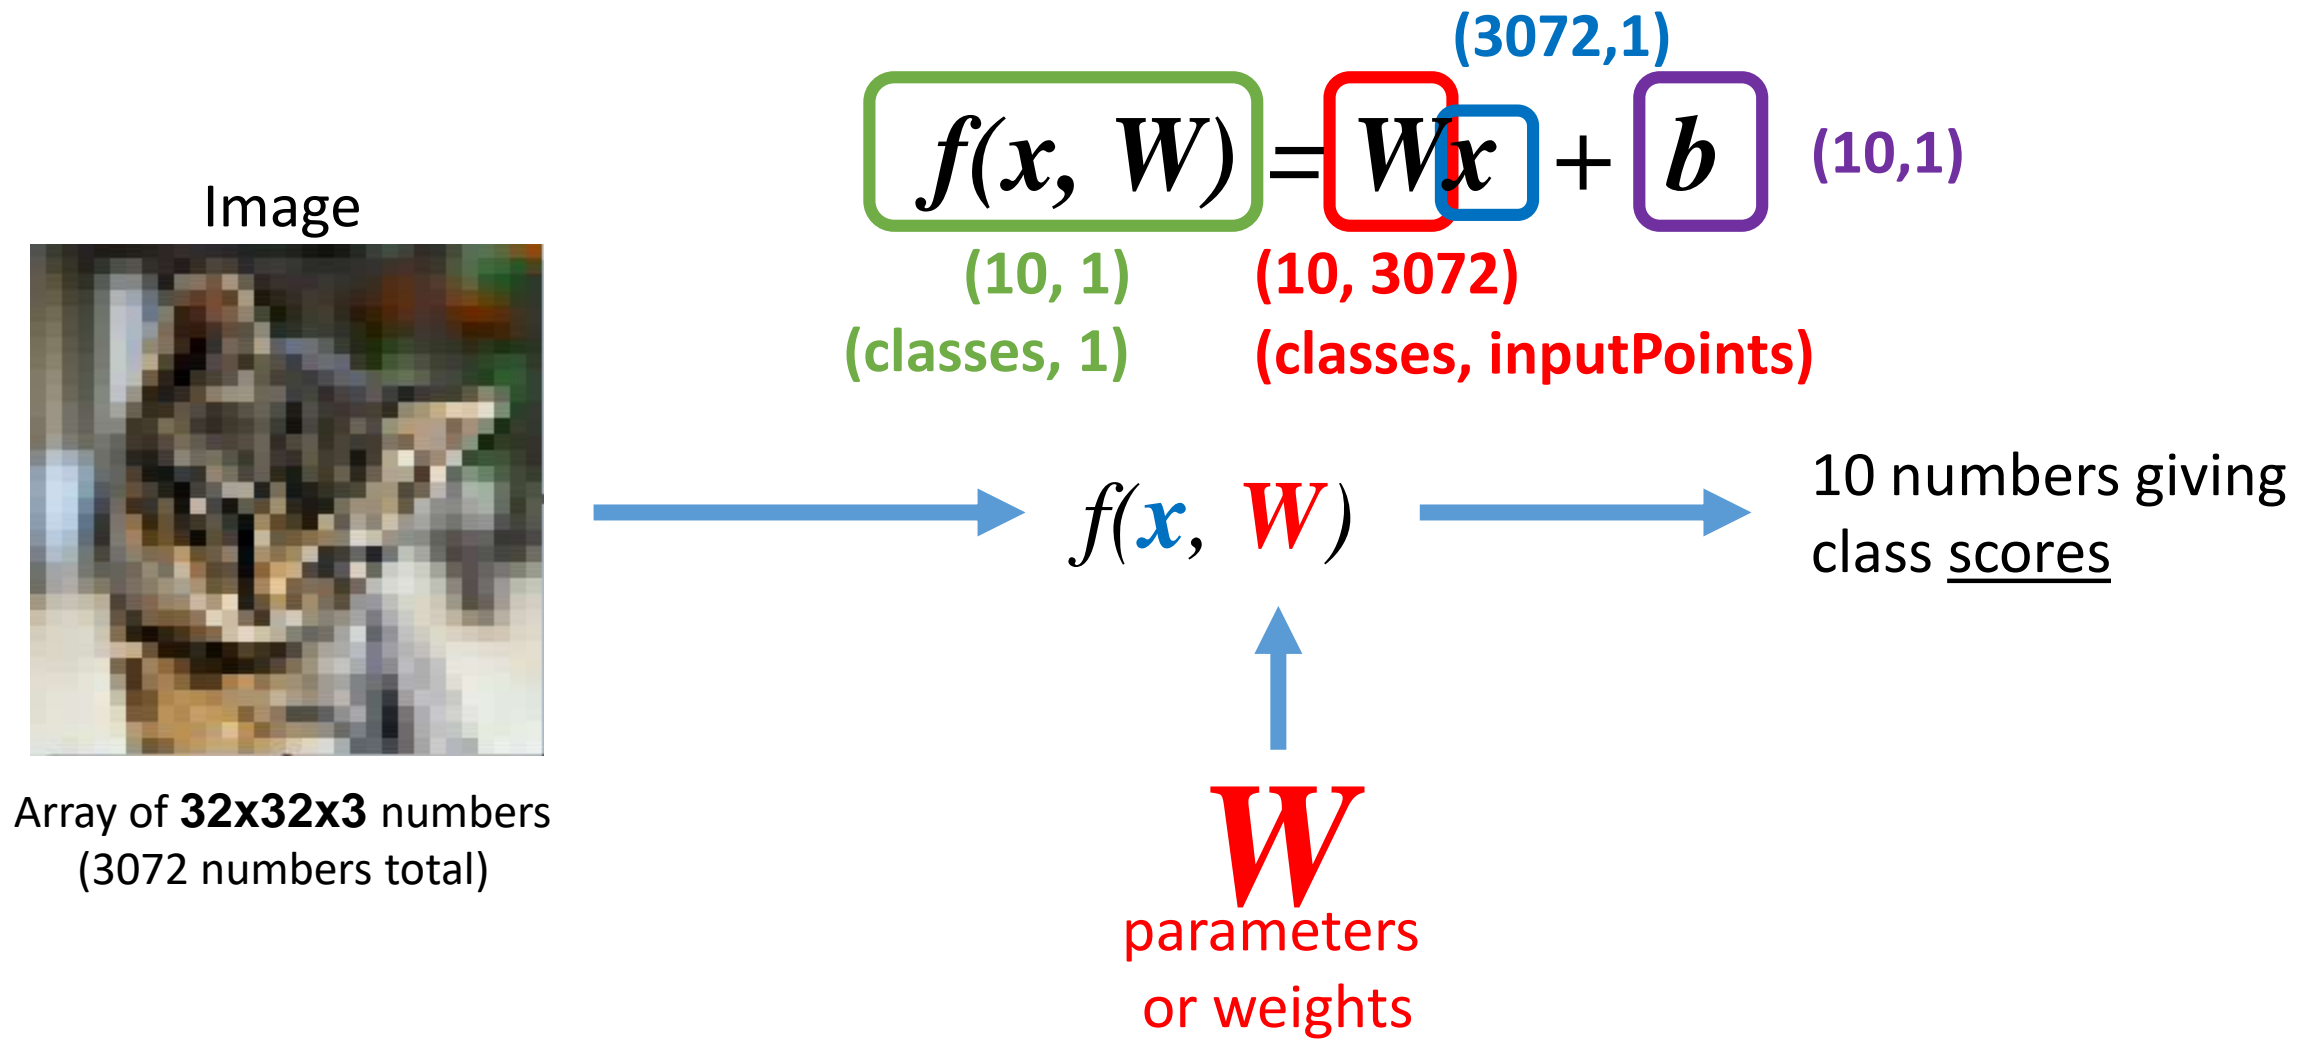 (3072,1)
f(x, W) = Wx + b (10,1)
(10, 1) (10, 3072)
(classes, 1) (classes, inputPoints)
Image
f(x, W)
10 numbers giving
class scores
Array of 32x32x3 numbers
(3072 numbers total)
W
parameters
or weights